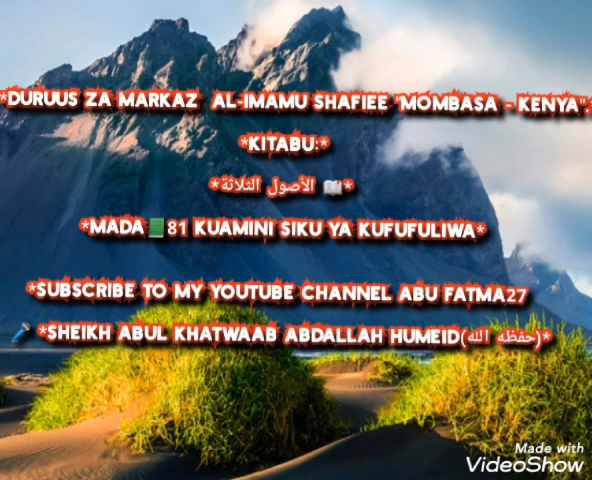 *DURUUS ZA MARKAZ AL-IMAMU SHAFIEE "MOMBASA - KENYA".*
*KITABU:*
*الأصول الثلاثة 📖*
*MADA📗81 KUAMINI SIKU YA KUFUFULIWA*
*SUBSCRIBE TO MY YOUTUBE CHANNEL ABU FATMA27
🎤 *SHEIKH ABUL KHATWAAB ABDALLAH HUMEID(حفظه الله)*
Made with
VideoShow